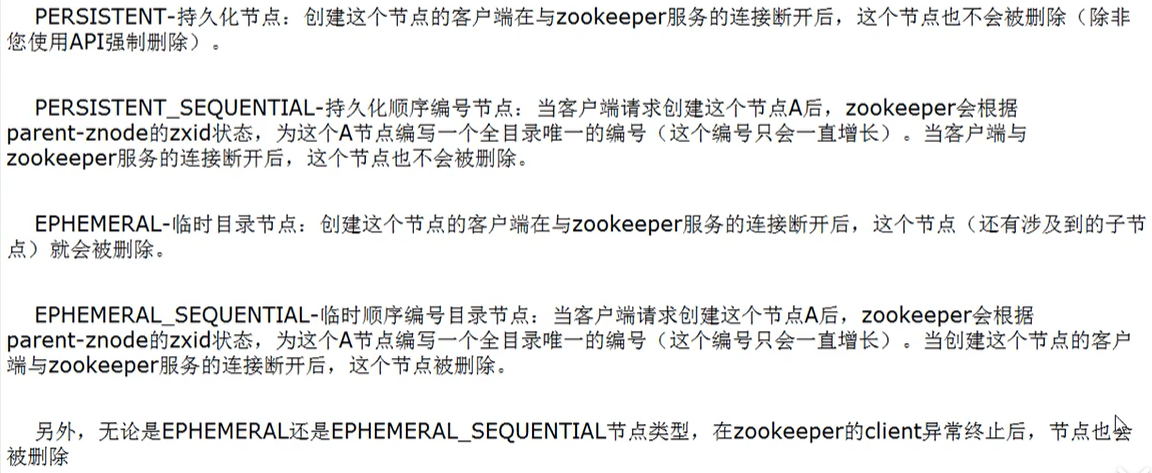 PERSISTENT-持久化节点：创建这个节点的客户端在与zookeeper服务的连接断开后，这个节点也不会被删除（除非
您使用API强制删除）。
PERSISTENT_SEQUENTIAL-持久化顺序编号节点：当客户端请求创建这个节点A后，zookeeper会根据
parent-znode的zxid状态，为这个A节点编写一个全目录唯一的编号（这个编号只会一直增长）。当客户端与
zookeeper服务的连接断开后，这个节点也不会被删除。
EPHEMERAL-临时目录节点：创建这个节点的客户端在与zookeeper服务的连接断开后，这个节点（还有涉及到的子节
点）就会被删除。
EPHEMERAL_SEQUENTIAL-临时顺序编号目录节点：当客户端请求创建这个节点A后，zookeeper会根据
parent-znode的zxid状态，为这个A节点编写一个全目录唯一的编号（这个编号只会一直增长）。当创建这个节点的客户
端与zookeeper服务的连接断开后，这个节点被删除。
另外，无论是EPHEMERAL还是EPHEMERAL_SEQUENTIAL节点类型，在zookeeper的client异常终止后，节点也会
被删除